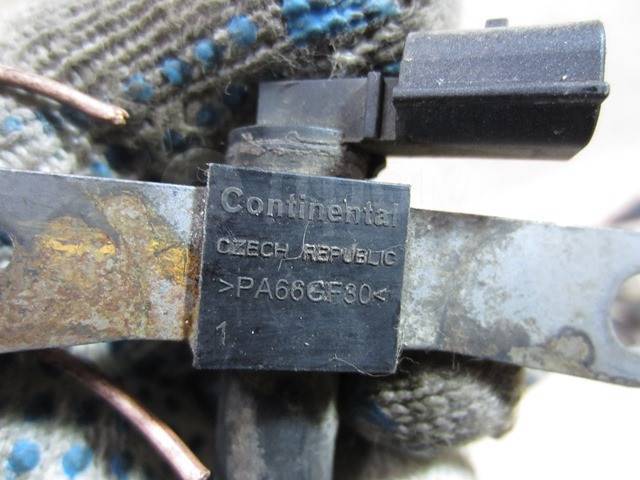 Continental
CZECH REPUBLIC
>PA66GF30<
1